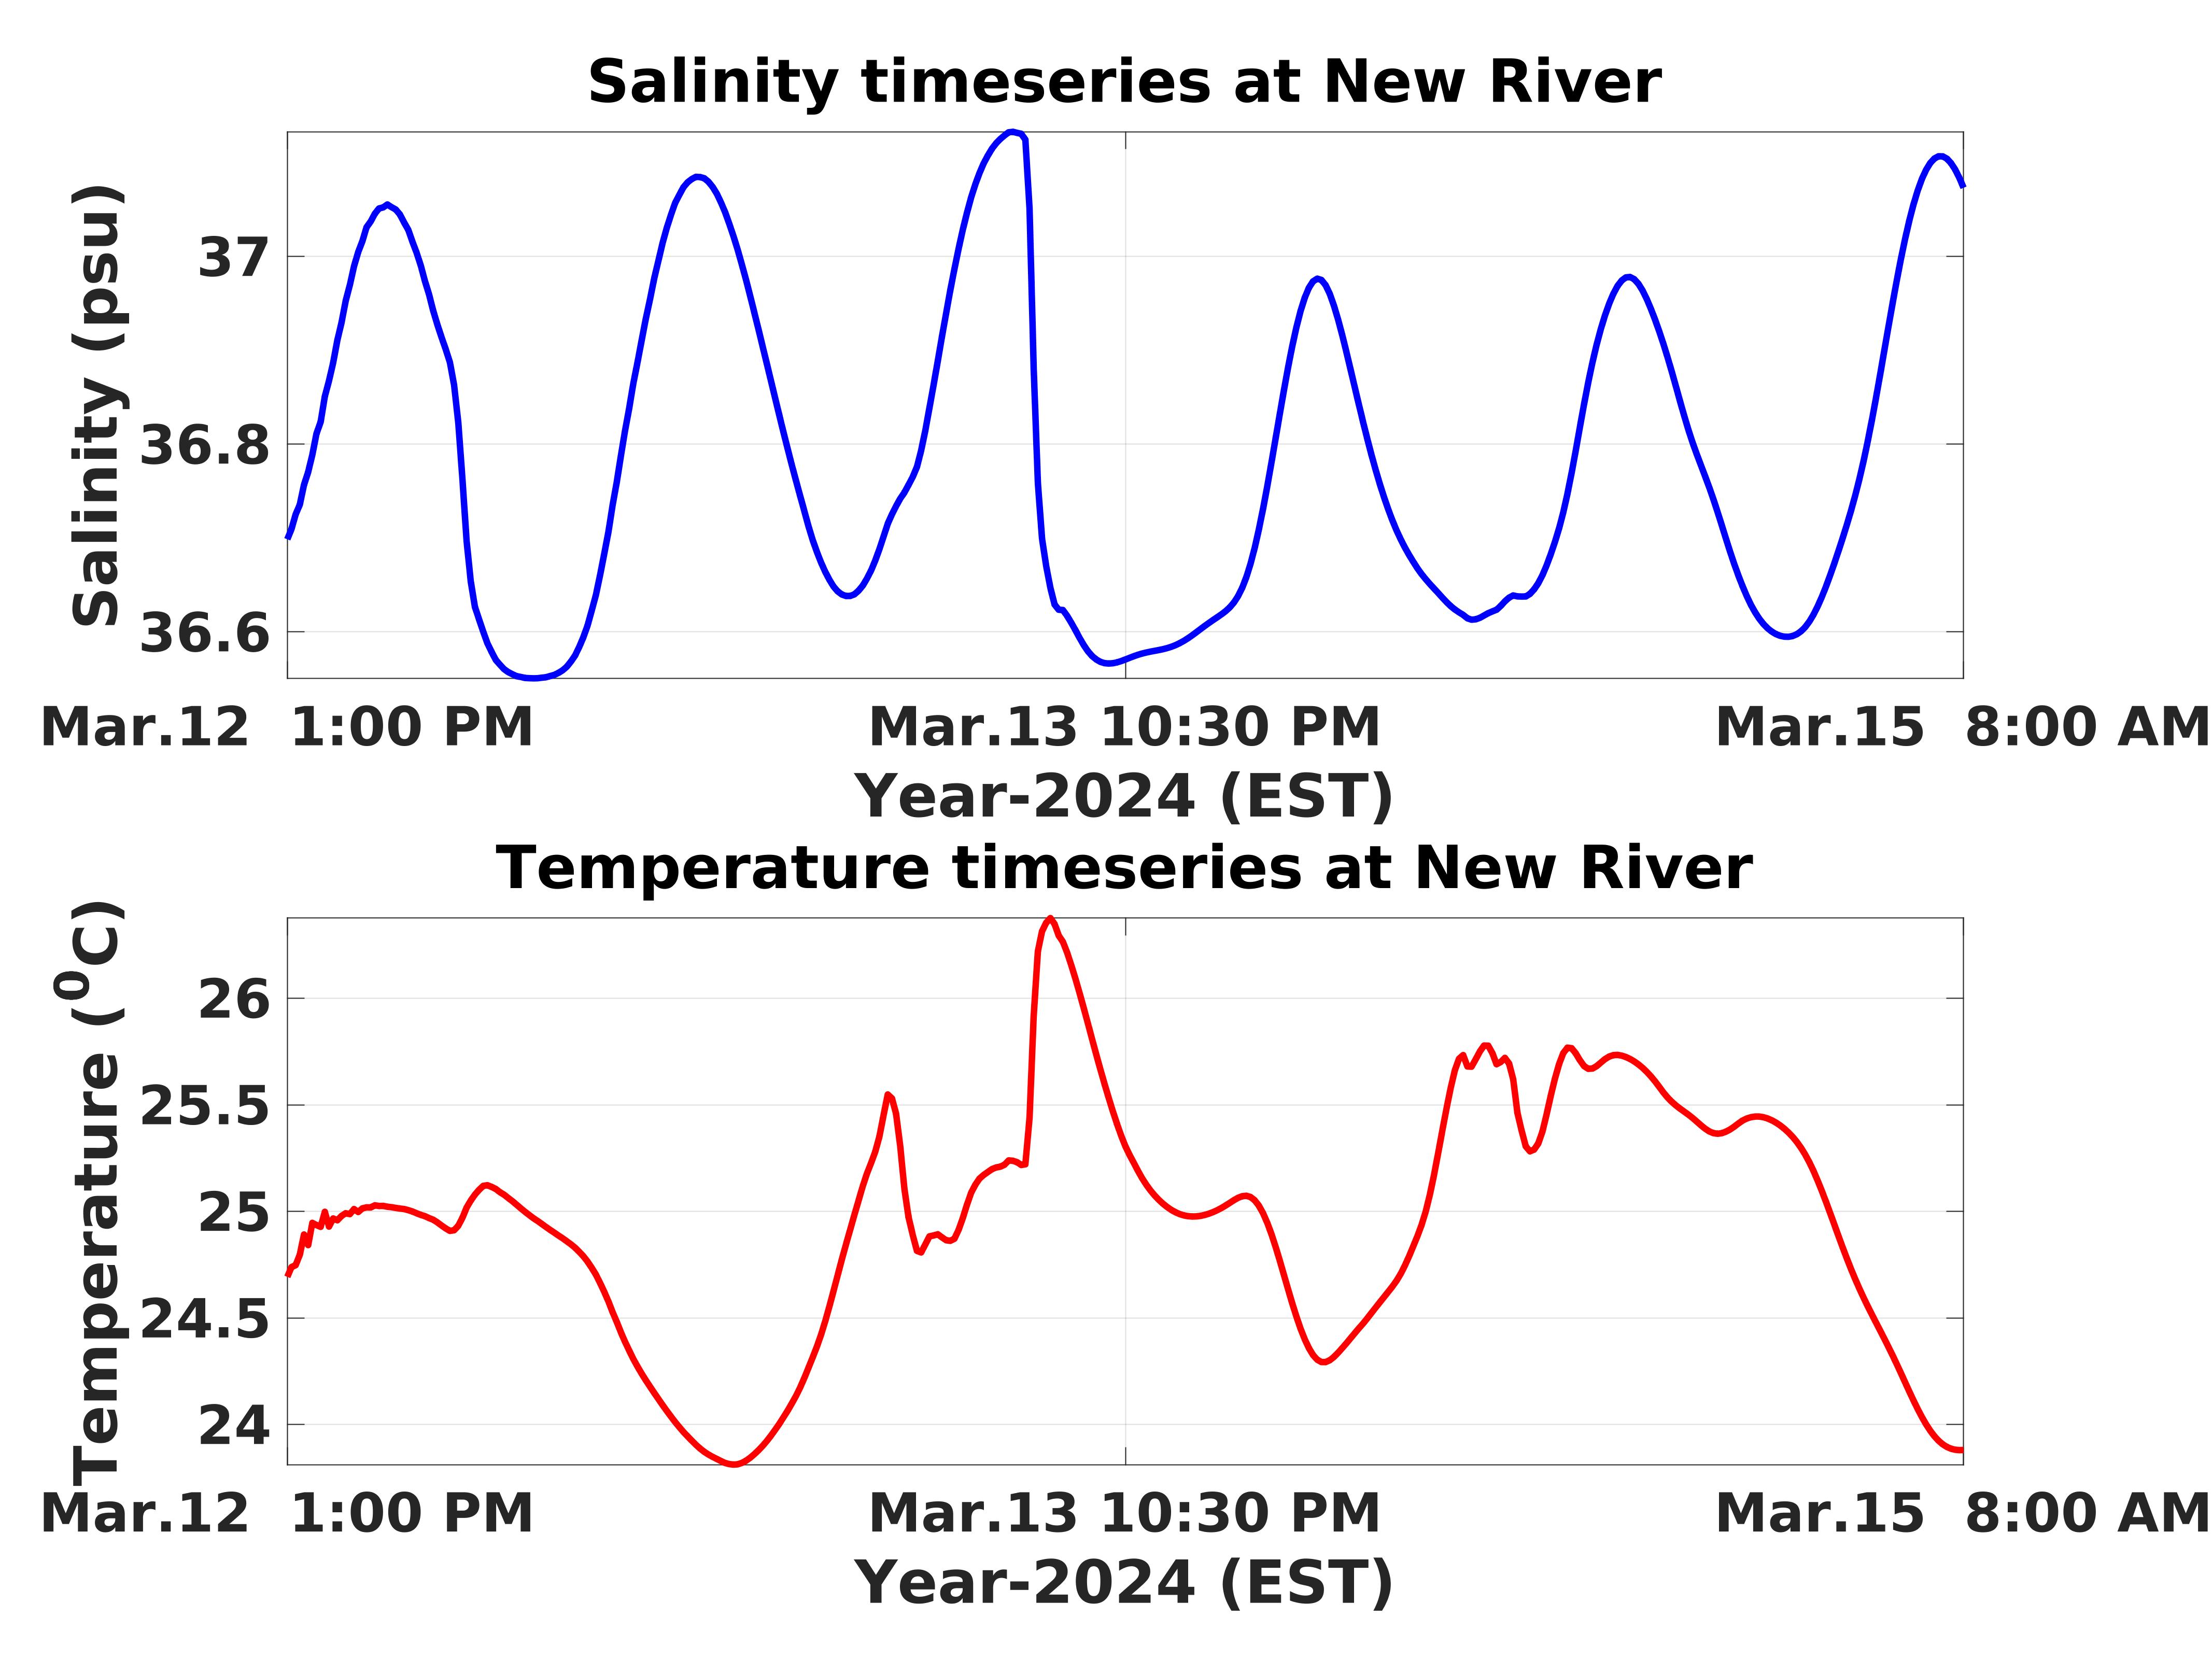 Salinity timeseries at New River
Salinity (psu)
37
36.8
36.6
Mar.12 1:00 PM Mar.13 10:30 PM Mar.15 8:00 AM
Year-2024 (EST)
Temperature timeseries at New River
Temperature (⁰C)
26
25.5
25
24.5
24
Mar.12 1:00 PM Mar.13 10:30 PM Mar.15 8:00 AM
Year-2024 (EST)